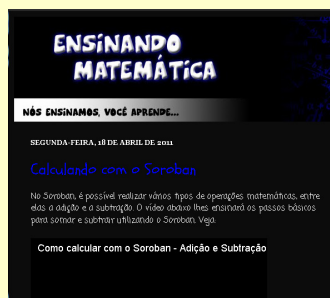 ENSINANDO
MATEMÁTICA
NÓS ENSINAMOS, VOCÊ APRENDE...
SEGUNDA-FEIRA, 18 DE ABRIL DE 2011
Calculando com o Soroban
No Soroban, é possível realizar vários tipos de operações matemáticas, entre
elas a adição e a subtração. O vídeo abaixo lhes ensinará os passos básicos
para somar e subtrair utilizando o Soroban. Veja:
Como calcular com o Soroban - Adição e Subtração